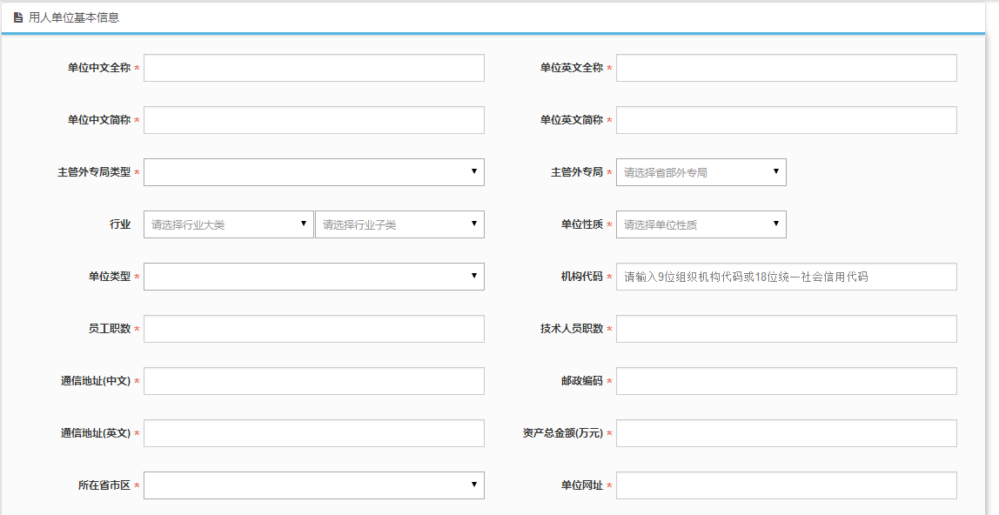 用人单位基本信息
单位中文全称 *
单位英文全称 *
单位中文简称 *
单位英文简称 *
主管外专局类型 *
主管外专局 * 请选择省部外专局
行业 请选择行业大类 请选择行业子类
单位性质 * 请选择单位性质
单位类型 *
机构代码 * 请输入9位组织机构代码或18位统一社会信用代码
员工职数 *
技术人员职数 *
通信地址(中文) *
邮政编码 *
通信地址(英文) *
资产总金额(万元) *
所在省市区 *
单位网址 *